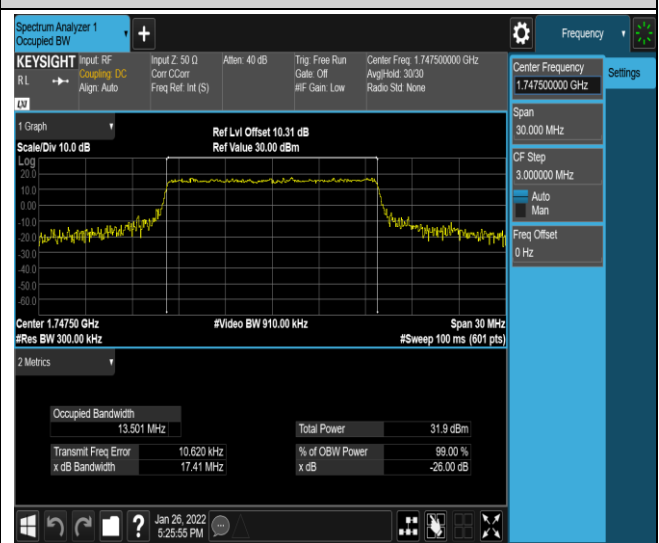 Spectrum Analyzer 1
Occupied BW
+
Frequency
KEYSIGHT
RL
LXI
Input: RF
Coupling: DC
Align: Auto
Input Z: 50 Ω
Corr CCorr
Freq Ref: Int (S)
Atten: 40 dB
Trig: Free Run
Gate: Off
#IF Gain: Low
Center Freq: 1.747500000 GHz
Avg|Hold: 30/30
Radio Std: None
Center Frequency
1.747500000 GHz
Settings
Span
30.000 MHz
CF Step
3.000000 MHz
Auto
Man
Freq Offset
0 Hz
1 Graph
Ref Lvl Offset 10.31 dB
Scale/Div 10.0 dB
Ref Value 30.00 dBm
Log
20.0
10.0
0.00
-10.0
-20.0
-30.0
-40.0
-50.0
-60.0
Center 1.74750 GHz
#Video BW 910.00 kHz
Span 30 MHz
#Res BW 300.00 kHz
#Sweep 100 ms (601 pts)
2 Metrics
Occupied Bandwidth
13.501 MHz
Total Power 31.9 dBm
Transmit Freq Error 10.620 kHz
% of OBW Power 99.00 %
x dB Bandwidth 17.41 MHz
x dB -26.00 dB
?
Jan 26, 2022
5:25:55 PM